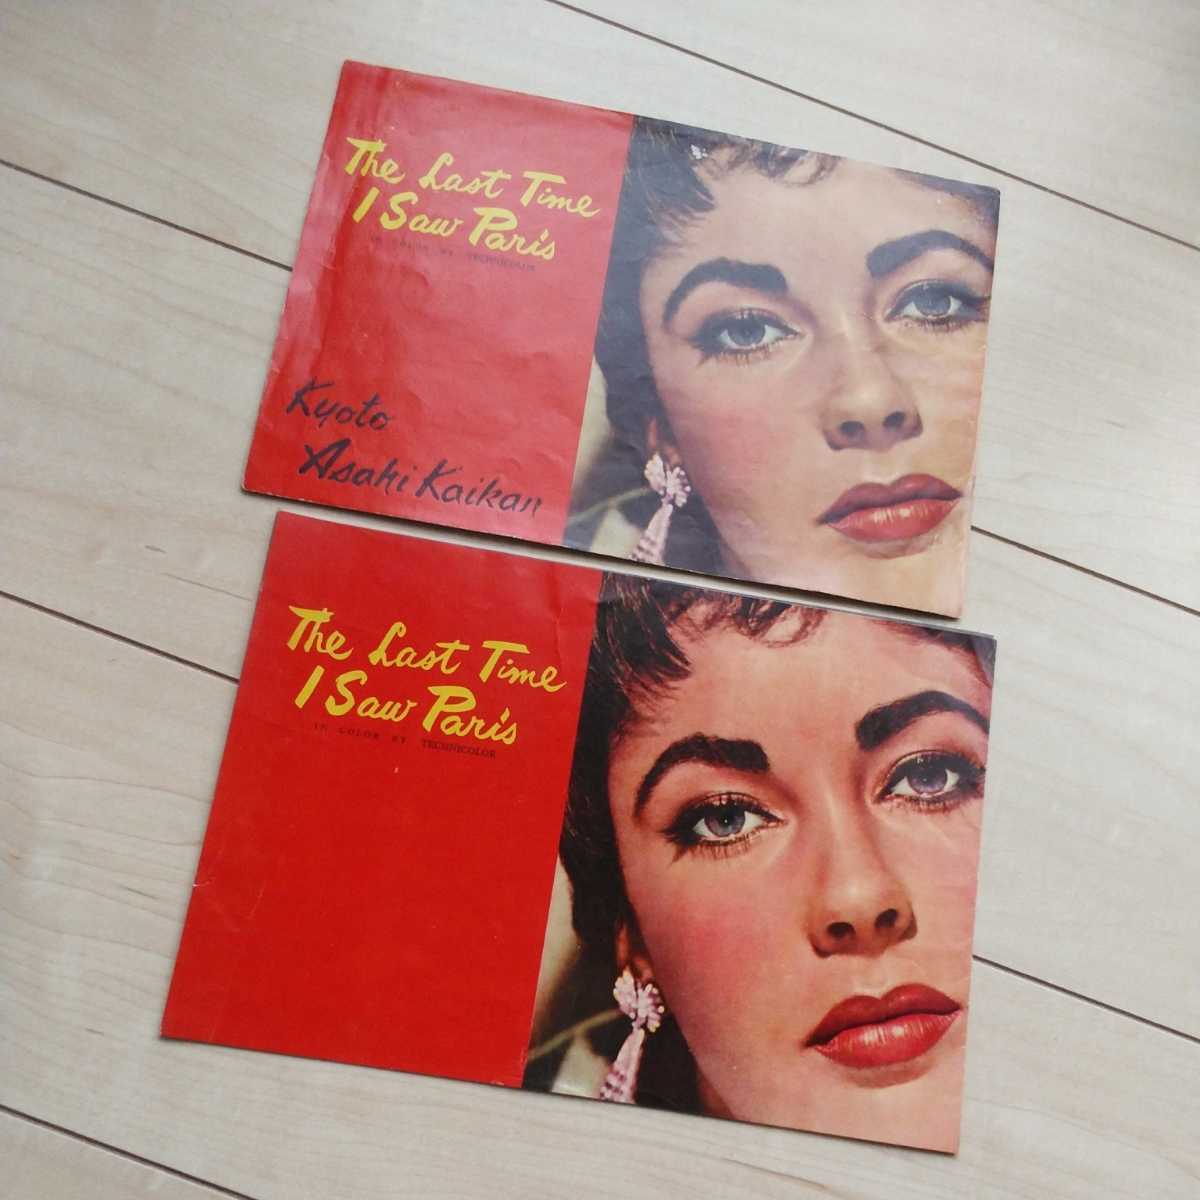 The Last Time
I Saw Paris
IN COLOR BY TECHNICOLOR
Kyoto
Asahi Kaikan
The Last Time
I Saw Paris
IN COLOR BY TECHNICOLOR